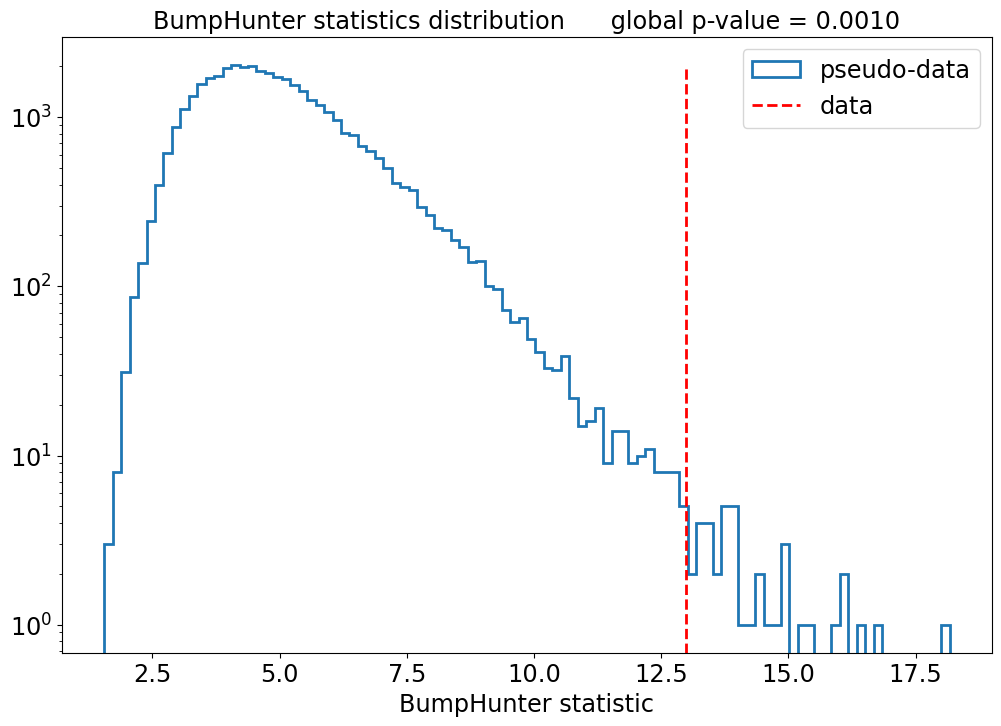 BumpHunter statistics distribution      global p-value = 0.0010
pseudo-data
data
10³
10²
10¹
10⁰
2.5 5.0 7.5 10.0 12.5 15.0 17.5
BumpHunter statistic